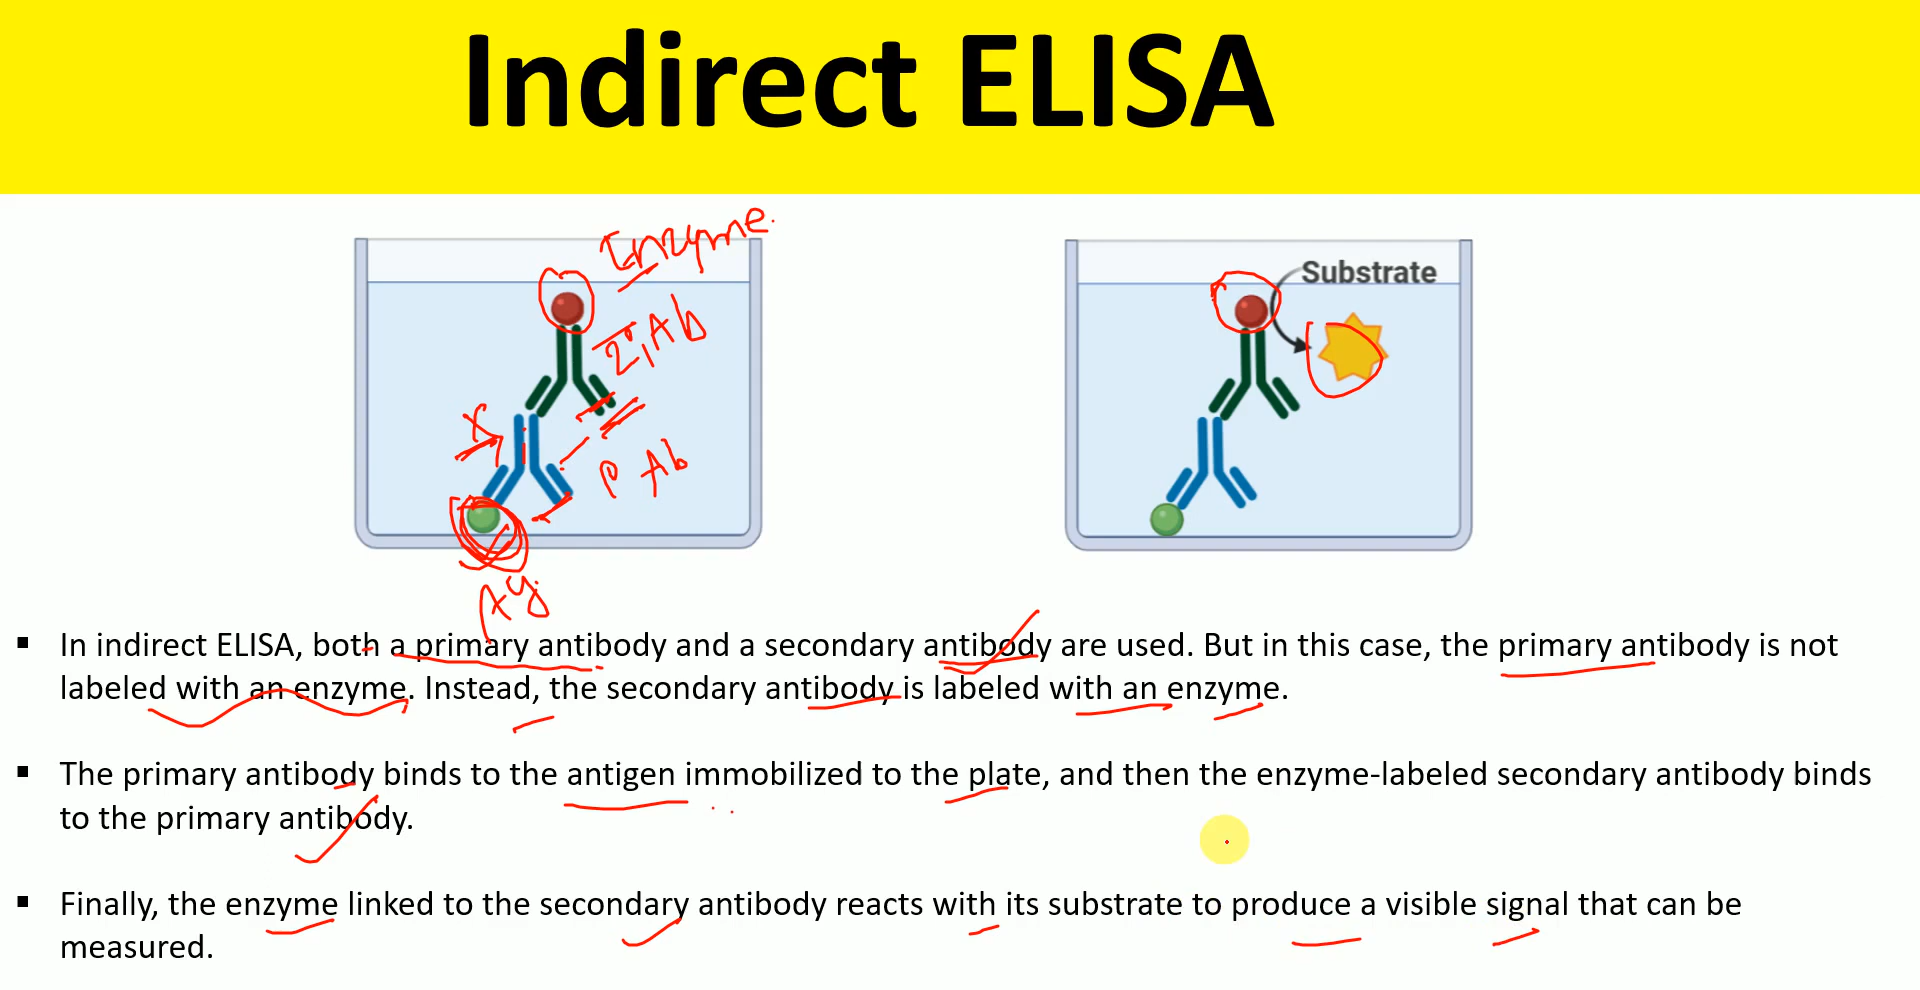 Indirect ELISA
Enzyme.
Substrate
2° Ab
P Ab
Ag
▪ In indirect ELISA, both a primary antibody and a secondary antibody are used. But in this case, the primary antibody is not
labeled with an enzyme. Instead, the secondary antibody is labeled with an enzyme.
▪ The primary antibody binds to the antigen immobilized to the plate, and then the enzyme-labeled secondary antibody binds
to the primary antibody.
▪ Finally, the enzyme linked to the secondary antibody reacts with its substrate to produce a visible signal that can be
measured.